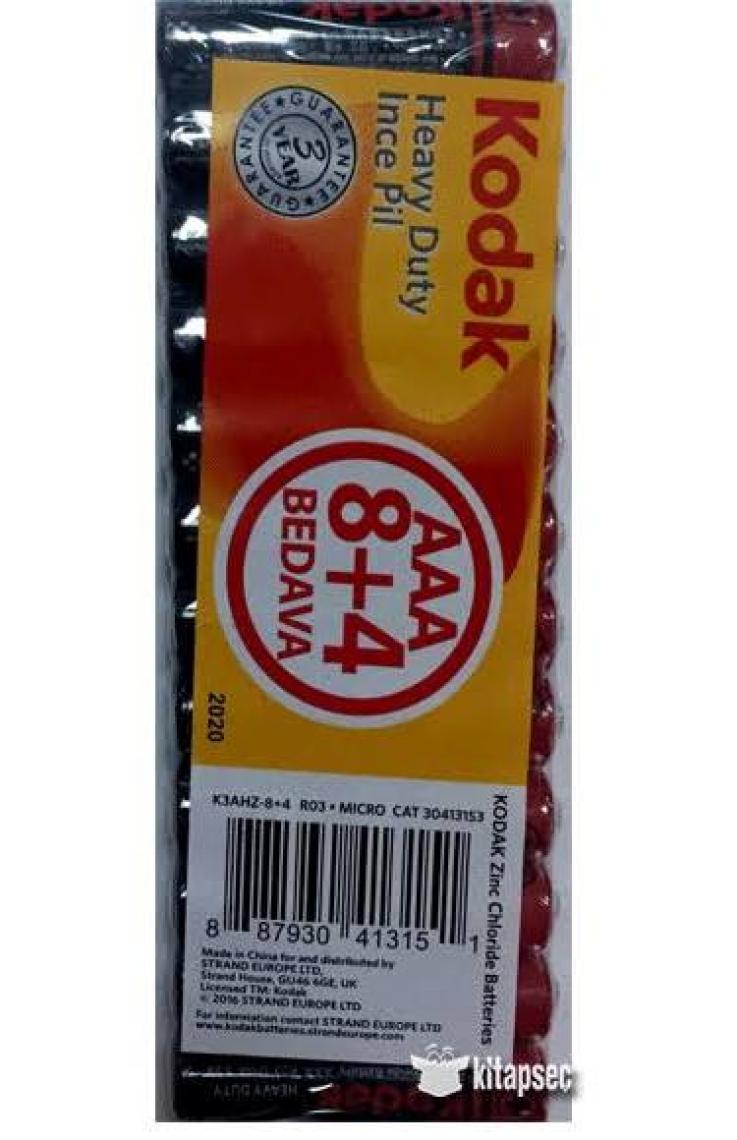 Kodak
Kodak
Heavy Duty
Ince Pil
GUARANTEE ★ GUARANTEE ★
3
YEAR
AAA
8+4
BEDAVA
2020
KODAK Zinc Chloride Batteries
K3AHZ-8+4 R03 • MICRO CAT 30413153
8 87930 41315 1
Made in China for and distributed by
STRAND EUROPE LTD,
Strand House, GU46 6GE, UK
Licensed TM: Kodak
© 2016 STRAND EUROPE LTD
For information contact STRAND EUROPE LTD
www.kodakbatteries.strandeurope.com
HEAVY DUTY
Kodak
kitapsec